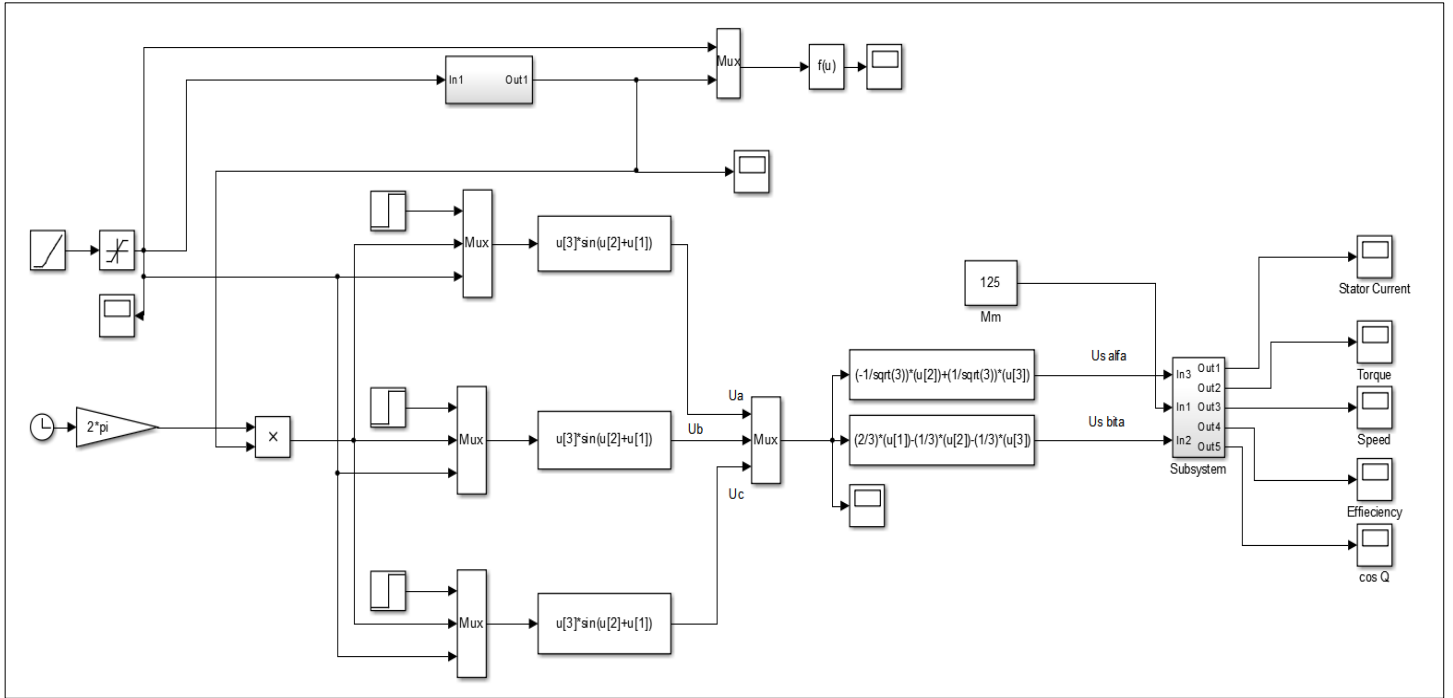 Mux
f(u)
In1 Out1
Mux
u[3]*sin(u[2]+u[1])
125
Mm
Stator Current
2*pi
×
Mux
u[3]*sin(u[2]+u[1])
Ua
Ub
Uc
Mux
(-1/sqrt(3))*(u[2])+(1/sqrt(3))*(u[3])
(2/3)*(u[1])-(1/3)*(u[2])-(1/3)*(u[3])
Us alfa
Us bita
In3
In1
In2
Out1
Out2
Out3
Out4
Out5
Subsystem
Torque
Speed
Effieciency
cos Q
Mux
u[3]*sin(u[2]+u[1])